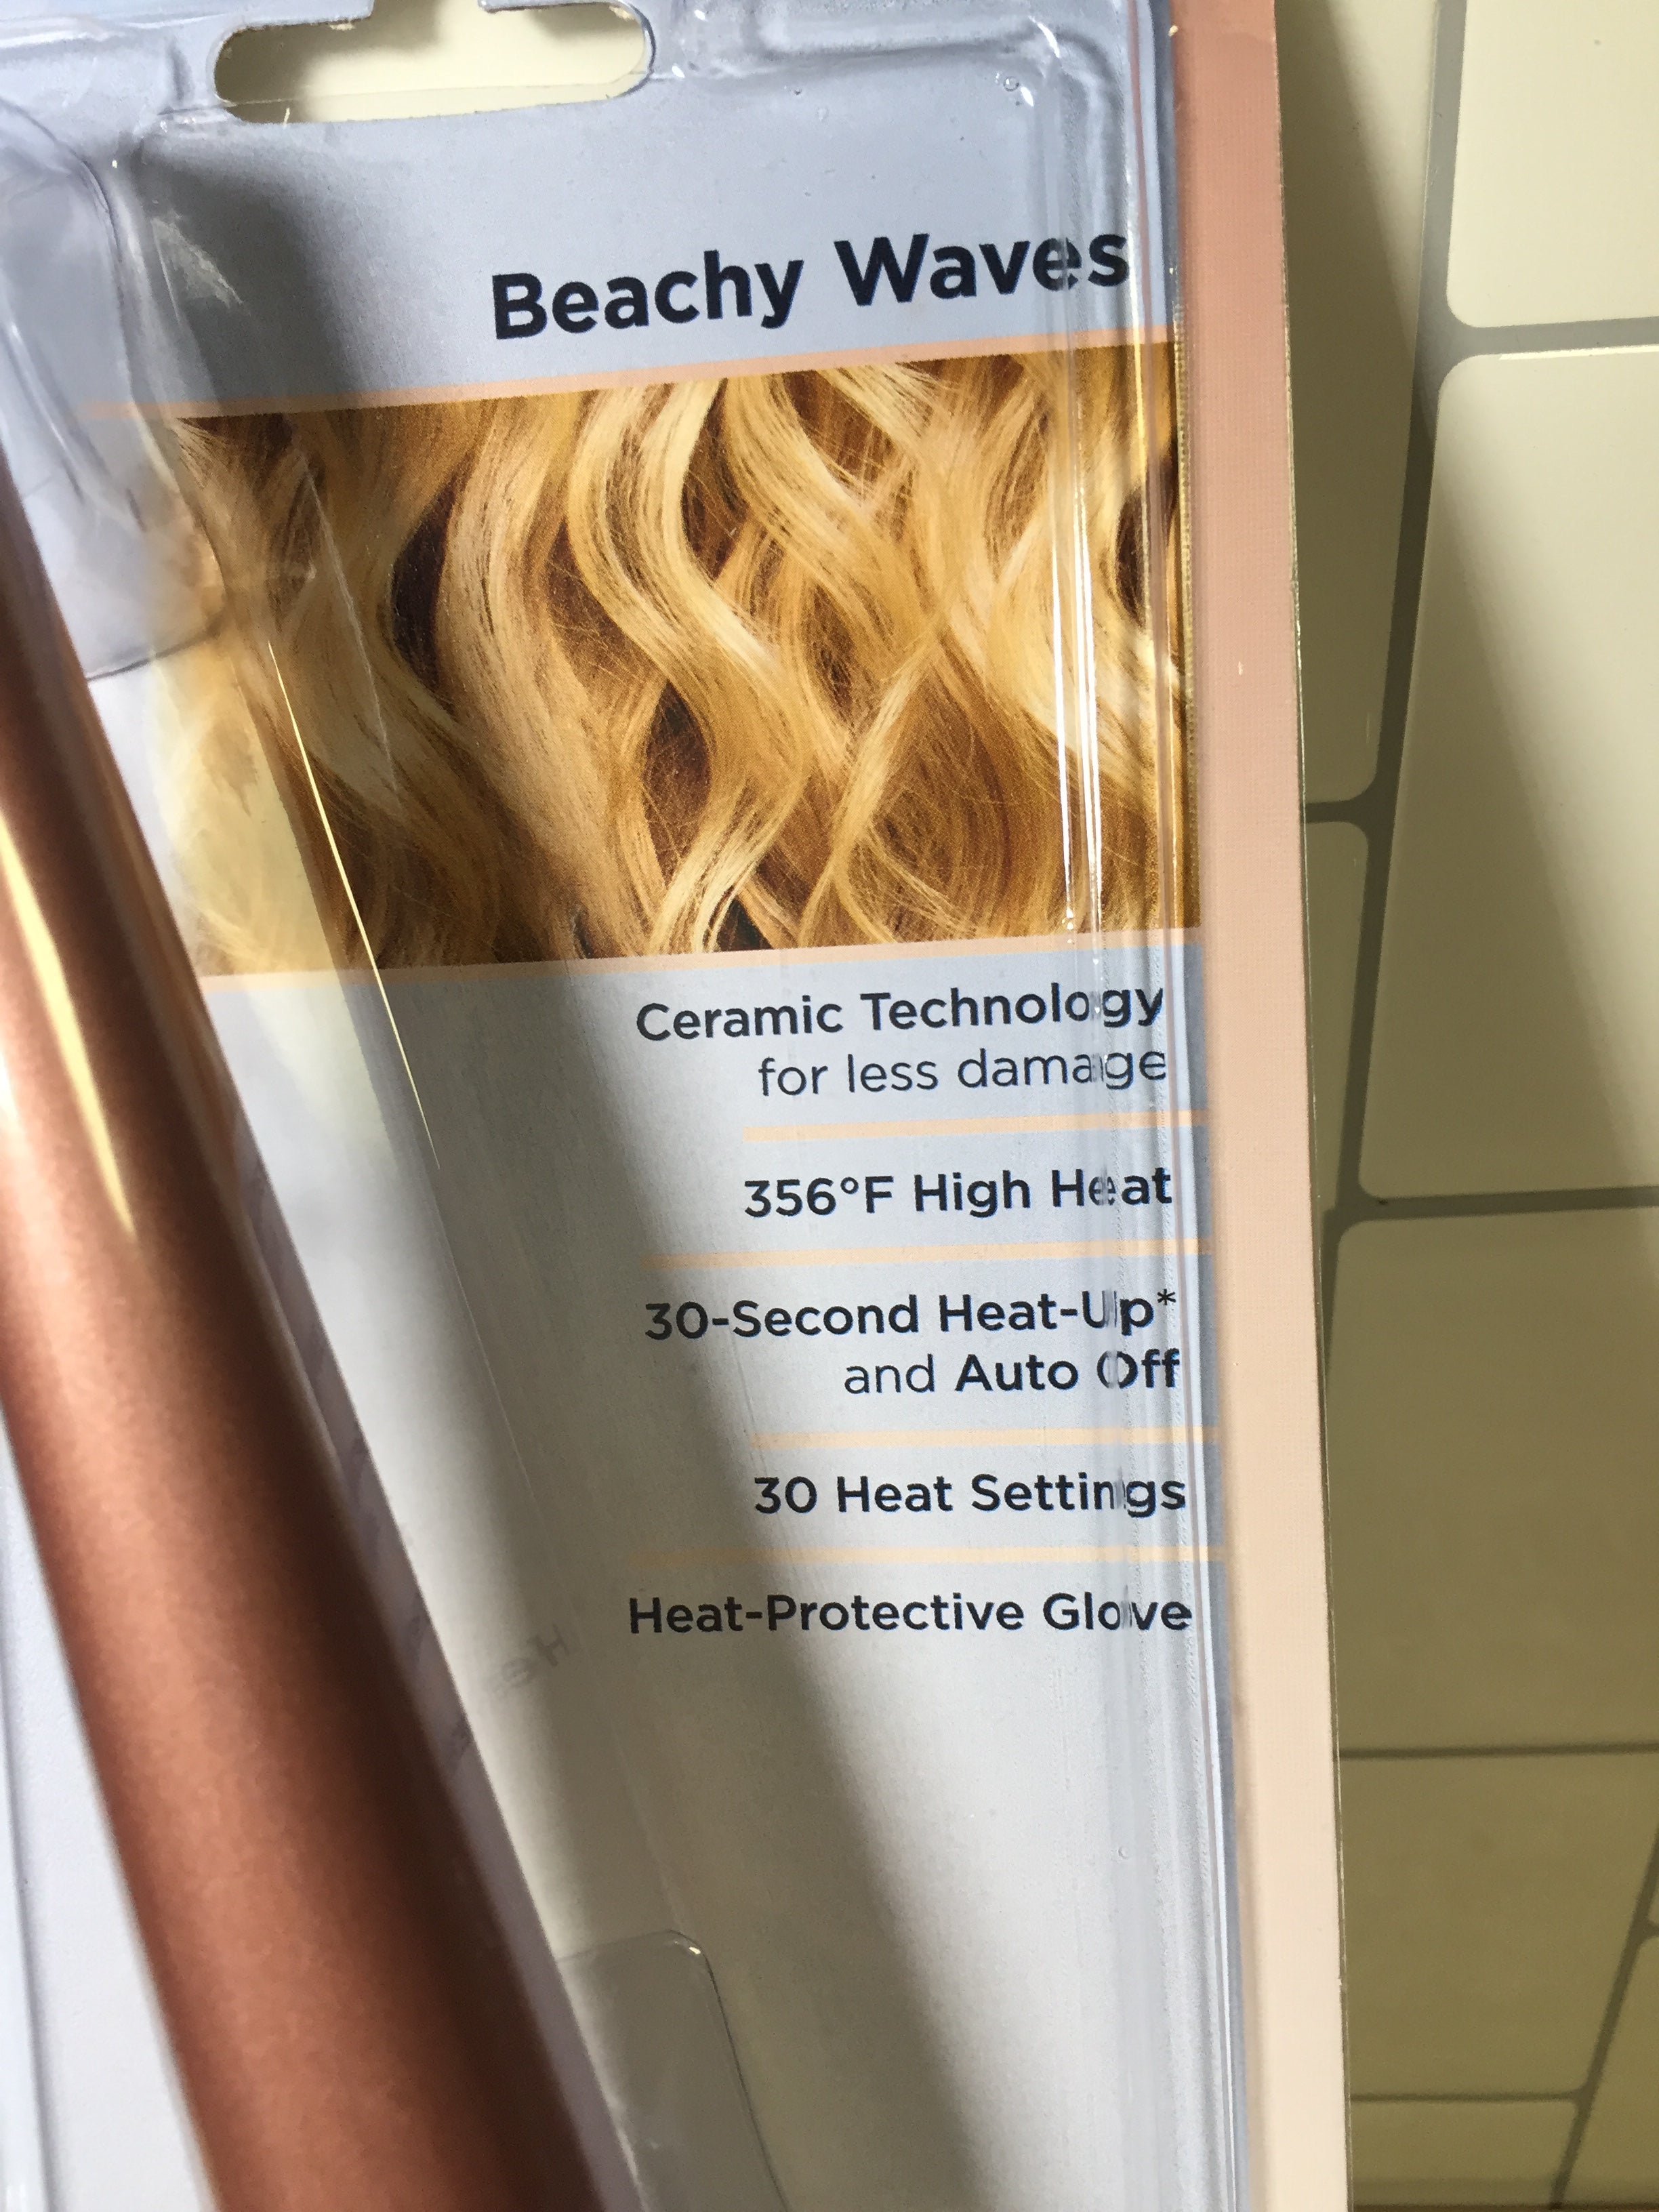 Beachy Waves
Ceramic Technology
for less damage
356°F High Heat
30-Second Heat-Up*
and Auto Off
30 Heat Settings
Heat-Protective Glove